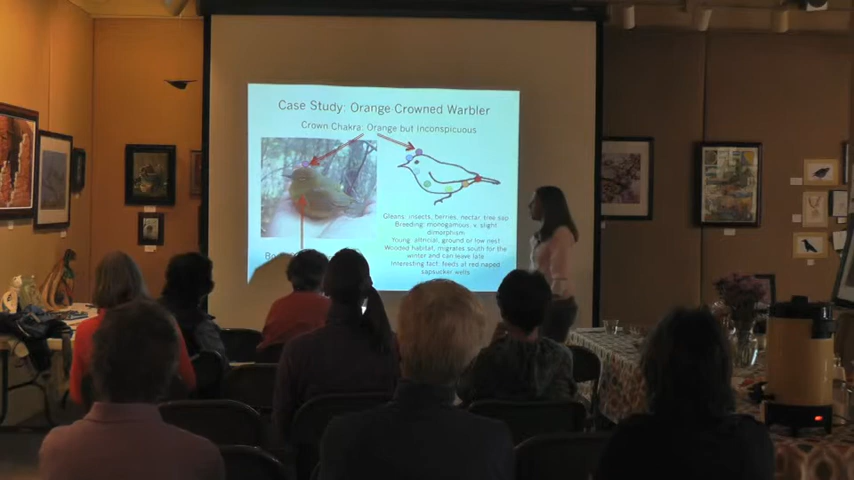 Case Study: Orange Crowned Warbler
Crown Chakra: Orange but Inconspicuous
Gleans: insects, berries, nectar, tree sap
Breeding: monogamous, v. slight
dimorphism
Young: altricial, ground or low nest
Wooded habitat, migrates south for the
winter and can leave late
Interesting fact: feeds at red naped
sapsucker wells